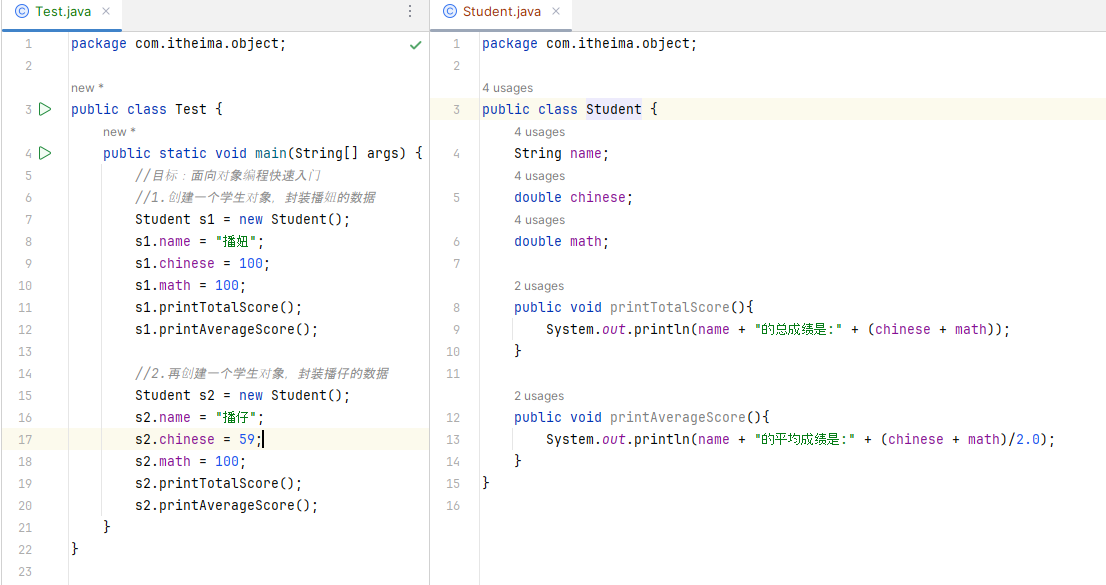 Test.java
1 package com.itheima.object;
2
new *
3 public class Test {
new *
4 public static void main(String[] args) {
5 //目标：面向对象编程快速入门
6 //1.创建一个学生对象，封装播妞的数据
7 Student s1 = new Student();
8 s1.name = "播妞";
9 s1.chinese = 100;
10 s1.math = 100;
11 s1.printTotalScore();
12 s1.printAverageScore();
13
14 //2.再创建一个学生对象，封装播仔的数据
15 Student s2 = new Student();
16 s2.name = "播仔";
17 s2.chinese = 59;
18 s2.math = 100;
19 s2.printTotalScore();
20 s2.printAverageScore();
21 }
22 }
23
Student.java
1 package com.itheima.object;
2
4 usages
3 public class Student {
4 usages
4 String name;
4 usages
5 double chinese;
4 usages
6 double math;
7
2 usages
8 public void printTotalScore(){
9 System.out.println(name + "的总成绩是:" + (chinese + math));
10 }
11
2 usages
12 public void printAverageScore(){
13 System.out.println(name + "的平均成绩是:" + (chinese + math)/2.0);
14 }
15 }
16